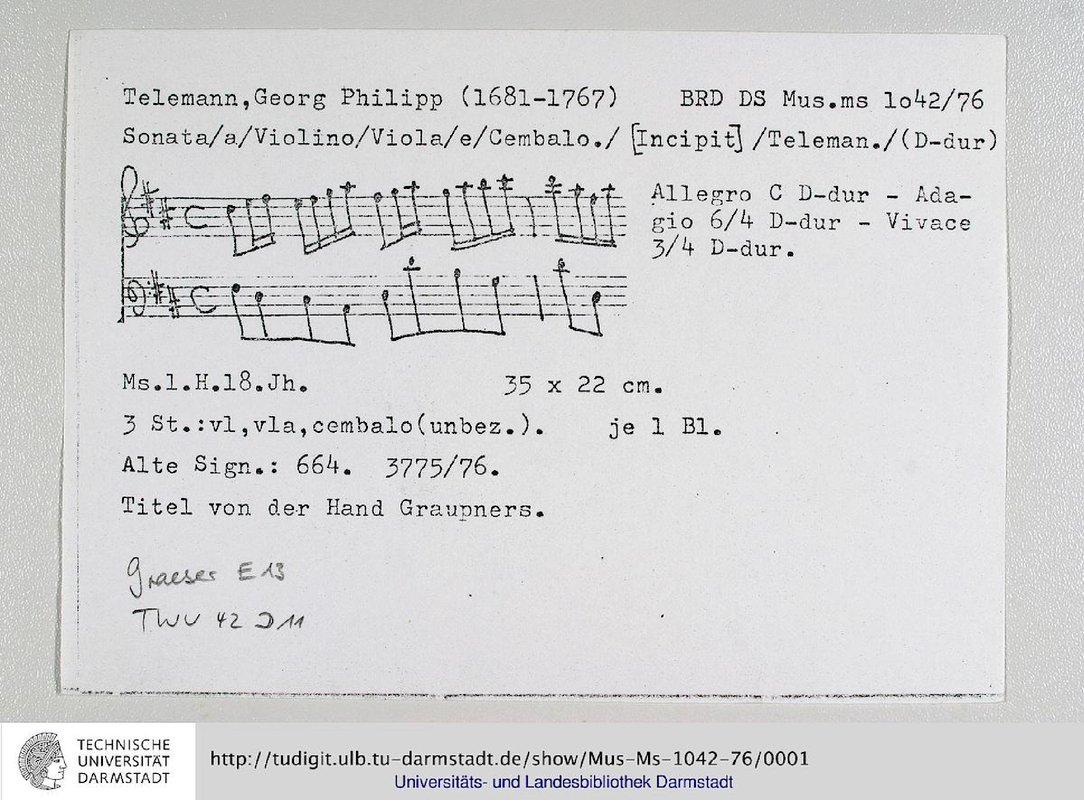 Telemann,Georg Philipp (1681-1767) BRD DS Mus.ms 1o42/76
Sonata/a/Violino/Viola/e/Cembalo./ [Incipit] /Teleman./(D-dur)
Allegro C D-dur - Ada-
gio 6/4 D-dur - Vivace
3/4 D-dur.
Ms.1.H.18.Jh. 35 x 22 cm.
3 St.:vl,vla,cembalo(unbez.). je 1 Bl.
Alte Sign.: 664. 3775/76.
Titel von der Hand Graupners.
Graeser E 13
TWV 42 D 11
TECHNISCHE
UNIVERSITÄT
DARMSTADT
http://tudigit.ulb.tu-darmstadt.de/show/Mus-Ms-1042-76/0001
Universitäts- und Landesbibliothek Darmstadt